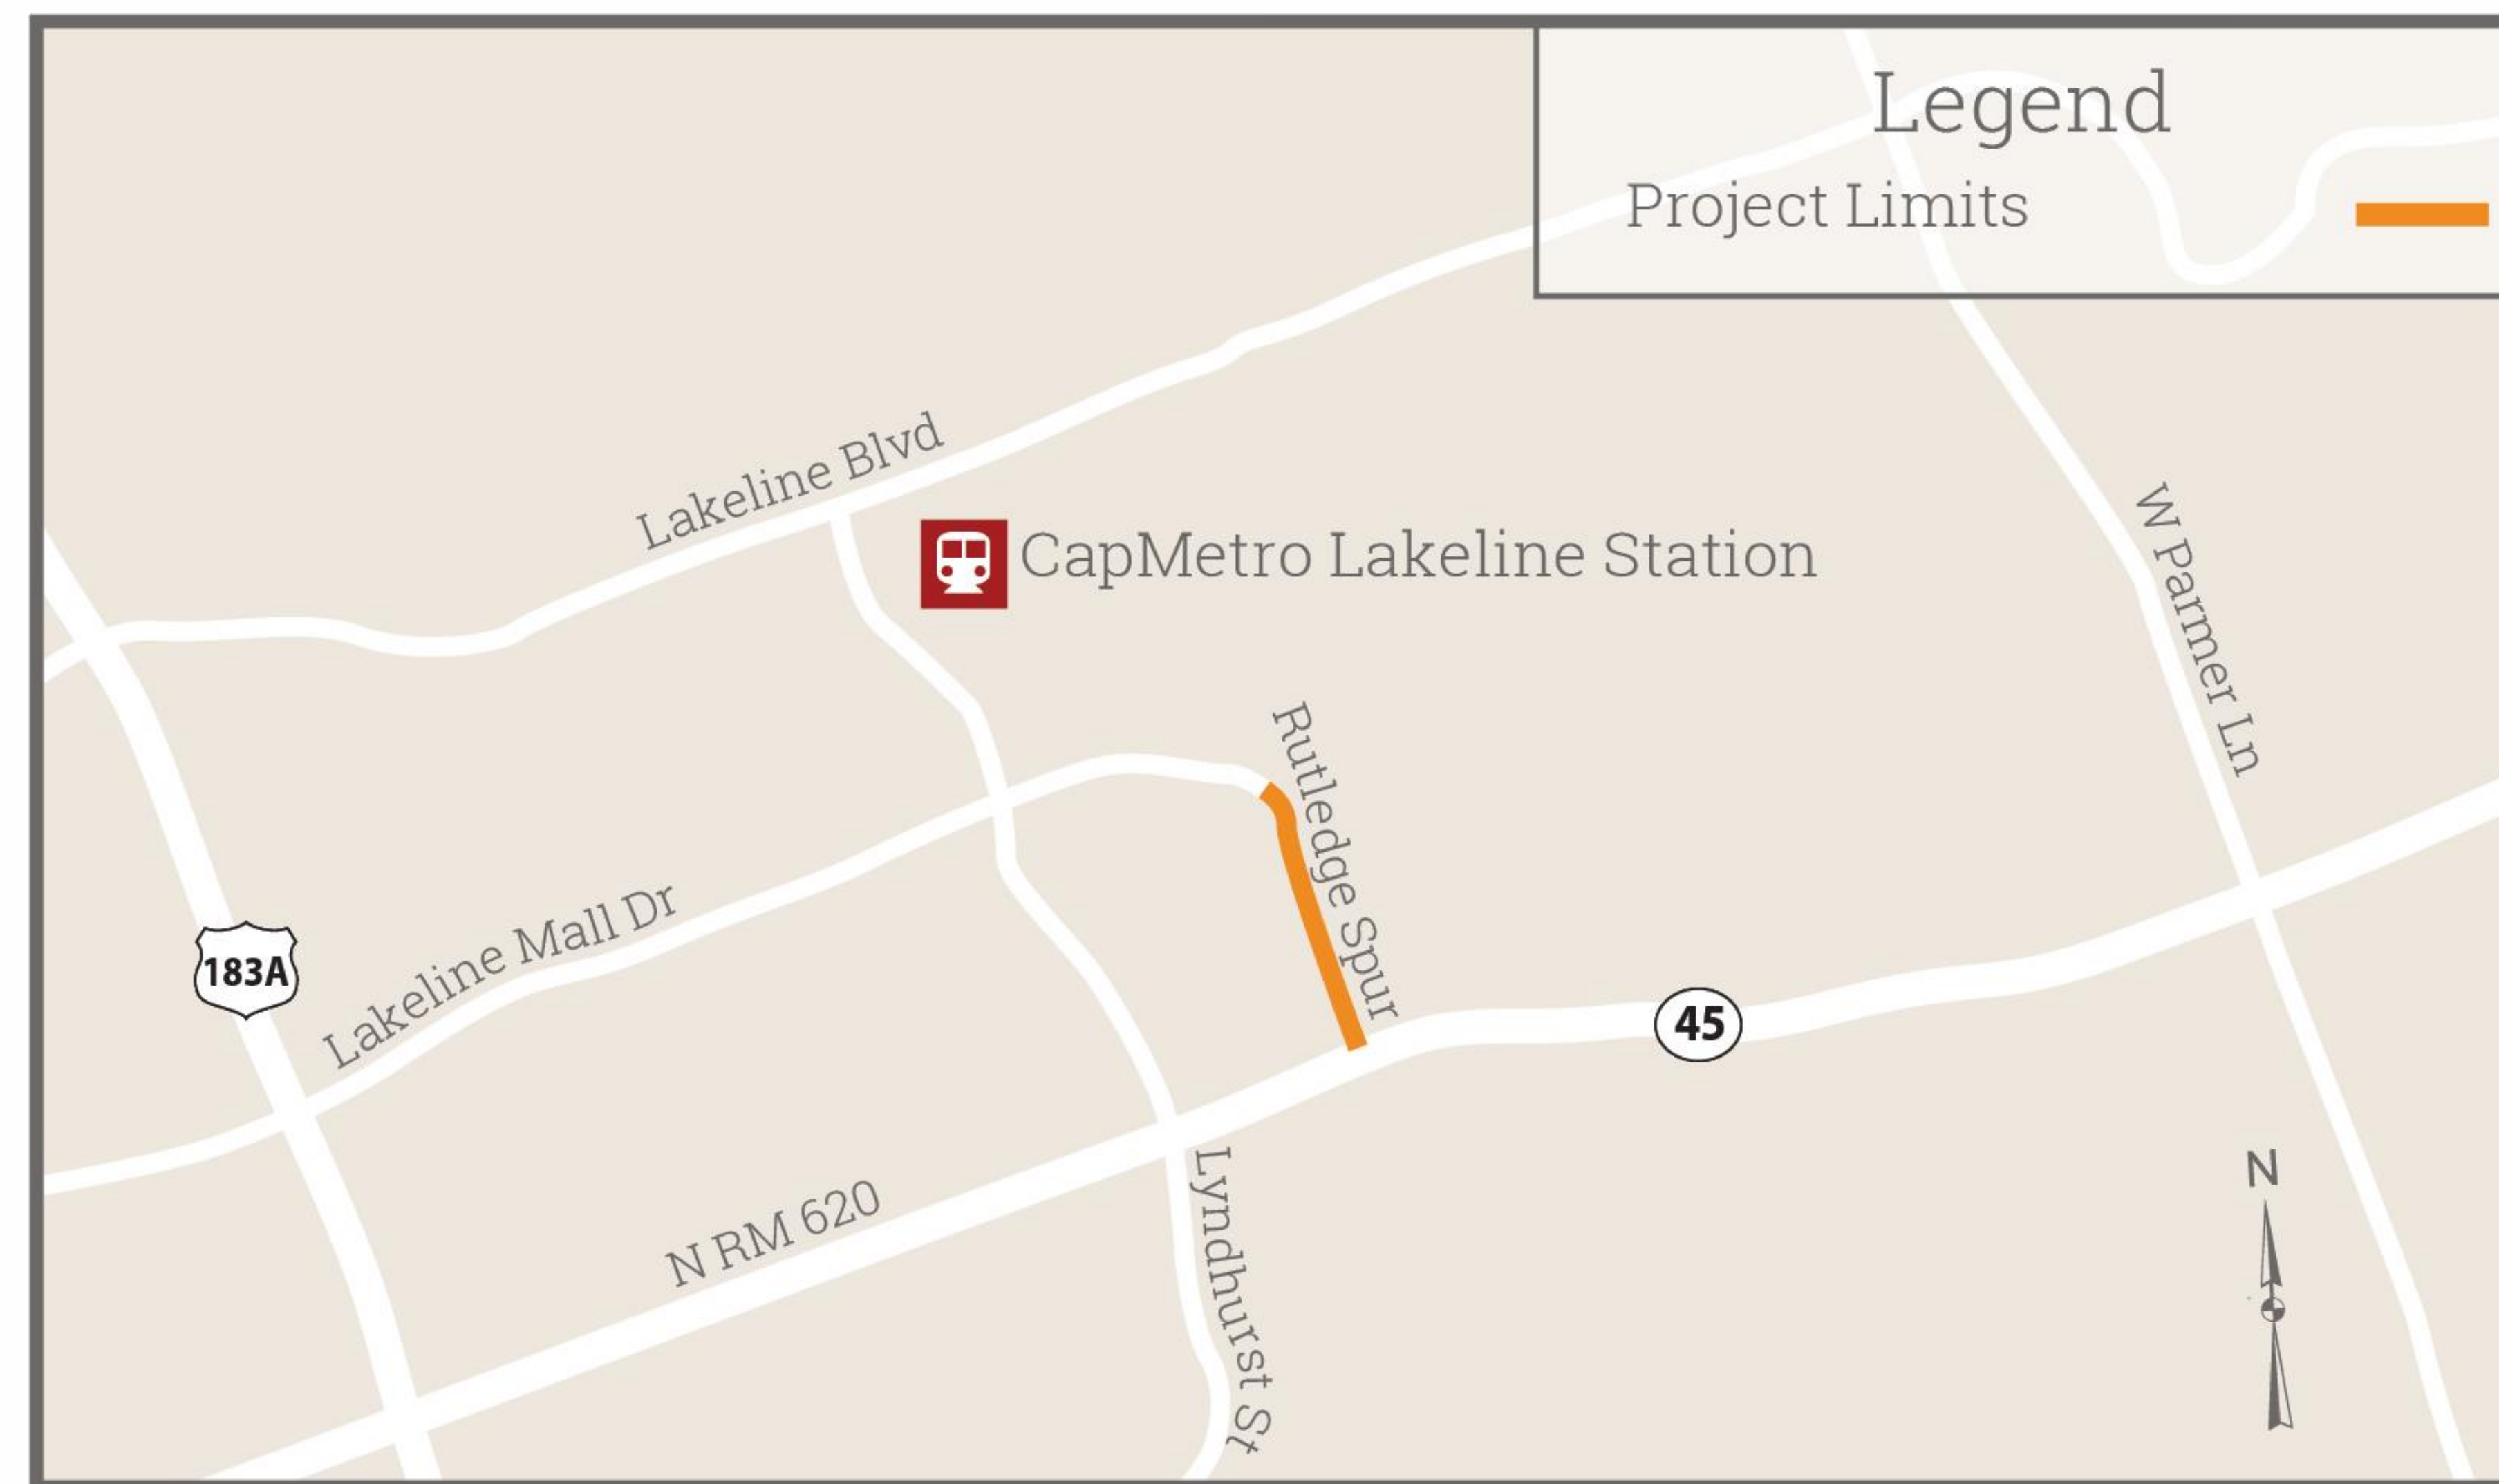 Legend
Project Limits
Lakeline Blvd
CapMetro Lakeline Station
W Parmer Ln
Rutledge Spur
Lakeline Mall Dr
183A
45
N RM 620
Lyndhurst St
N